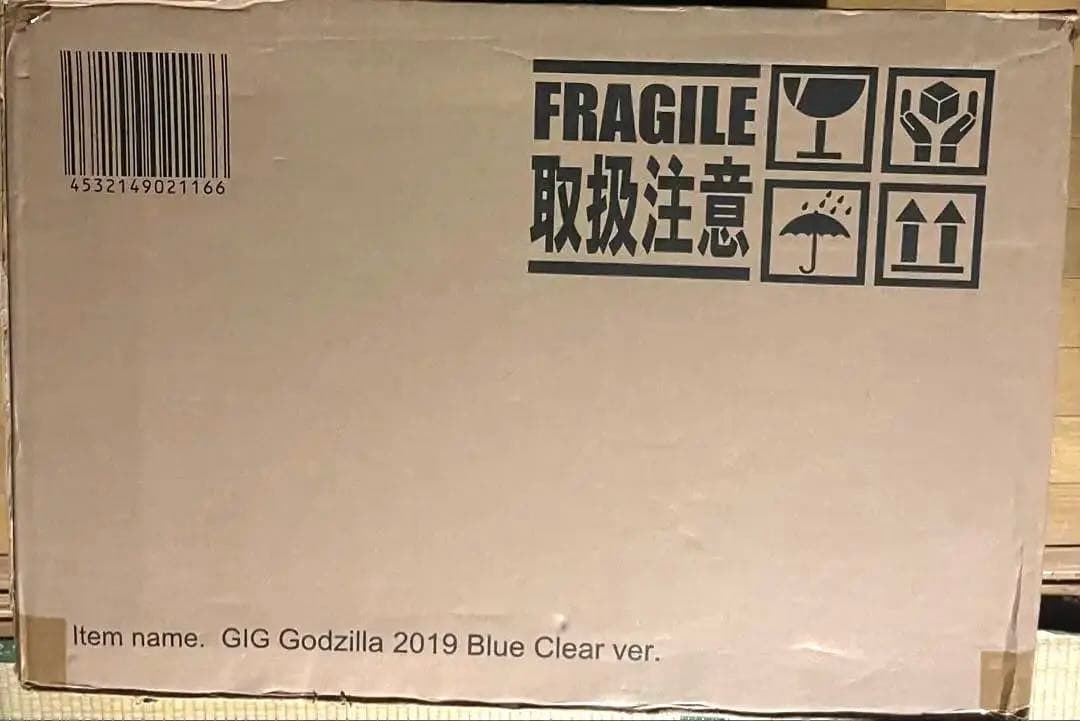 4532149021166
FRAGILE
取扱注意
Item name. GIG Godzilla 2019 Blue Clear ver.